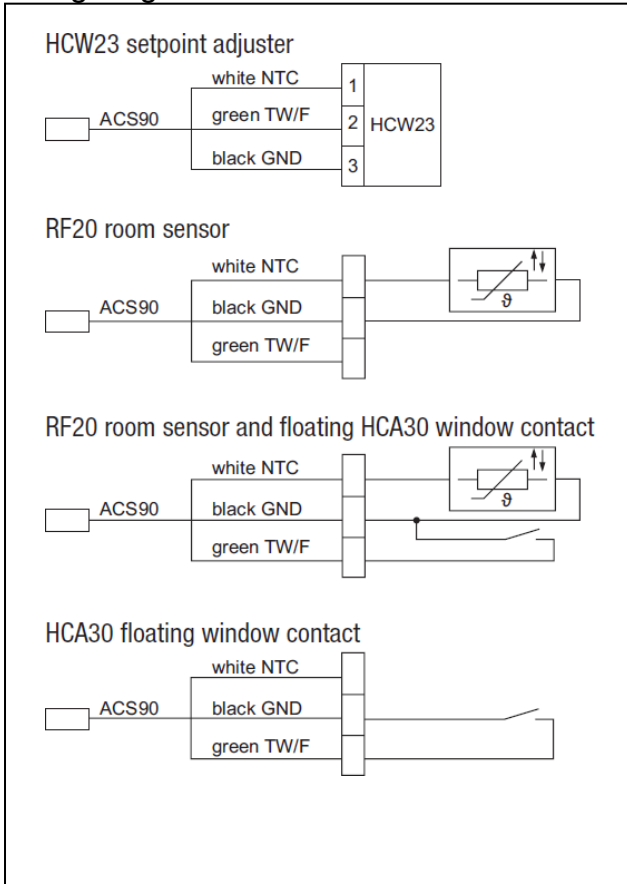 HCW23 setpoint adjuster
white NTC
1
ACS90
green TW/F
2
HCW23
black GND
3
RF20 room sensor
white NTC
ϑ
ACS90
black GND
green TW/F
RF20 room sensor and floating HCA30 window contact
white NTC
ϑ
ACS90
black GND
green TW/F
HCA30 floating window contact
white NTC
ACS90
black GND
green TW/F